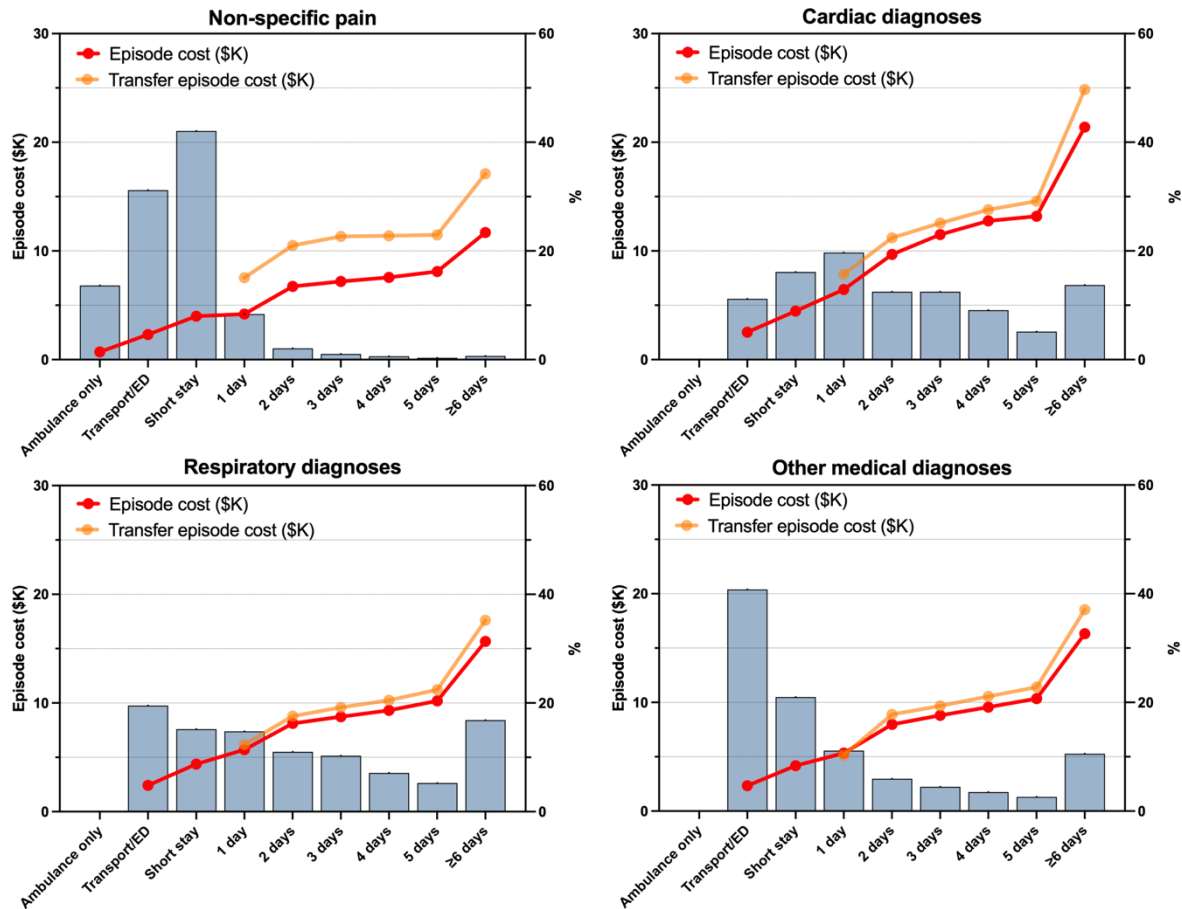 Non-specific pain
Episode cost ($K)
Transfer episode cost ($K)
Episode cost ($K)
30
20
10
0
60
40
20
0
%
Ambulance only
Transport/ED
Short stay
1 day
2 days
3 days
4 days
5 days
≥6 days
Cardiac diagnoses
Episode cost ($K)
Transfer episode cost ($K)
Episode cost ($K)
30
20
10
0
60
40
20
0
%
Ambulance only
Transport/ED
Short stay
1 day
2 days
3 days
4 days
5 days
≥6 days
Respiratory diagnoses
Episode cost ($K)
Transfer episode cost ($K)
Episode cost ($K)
30
20
10
0
60
40
20
0
%
Ambulance only
Transport/ED
Short stay
1 day
2 days
3 days
4 days
5 days
≥6 days
Other medical diagnoses
Episode cost ($K)
Transfer episode cost ($K)
Episode cost ($K)
30
20
10
0
60
40
20
0
%
Ambulance only
Transport/ED
Short stay
1 day
2 days
3 days
4 days
5 days
≥6 days